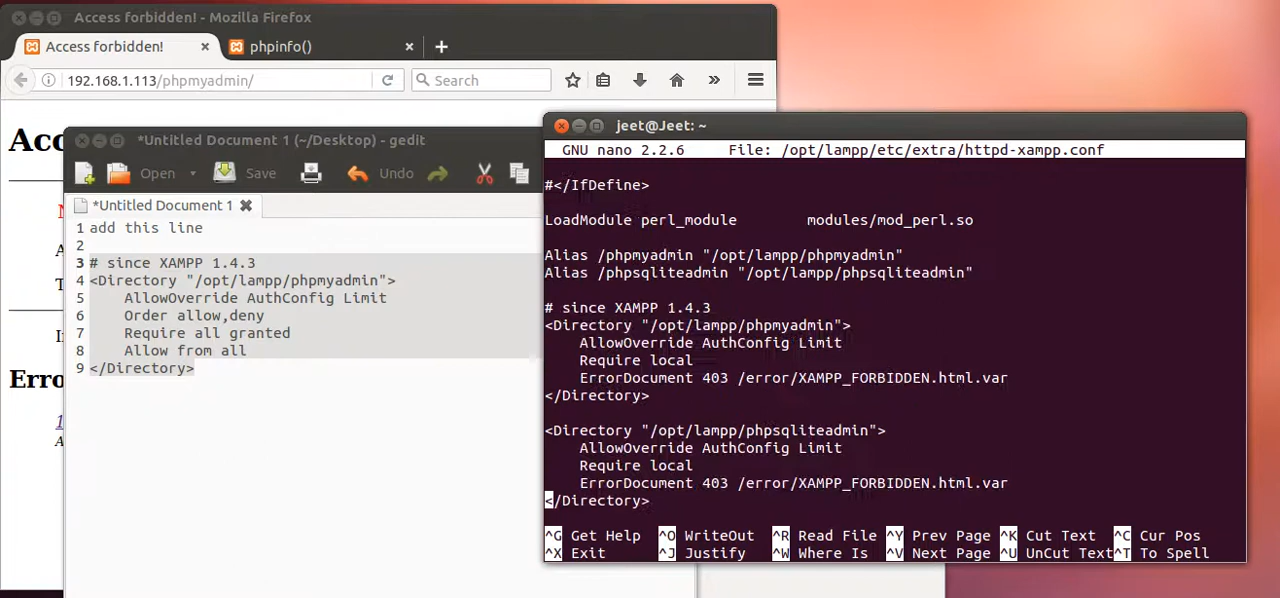 Access forbidden! - Mozilla Firefox
Access forbidden!
phpinfo()
192.168.1.113/phpmyadmin/
Search
Acc
Erro
*Untitled Document 1 (~/Desktop) - gedit
Open
Save
Undo
*Untitled Document 1
1 add this line
2
3 # since XAMPP 1.4.3
4 <Directory "/opt/lampp/phpmyadmin">
5     AllowOverride AuthConfig Limit
6     Order allow,deny
7     Require all granted
8     Allow from all
9 </Directory>
jeet@Jeet: ~
GNU nano 2.2.6     File: /opt/lampp/etc/extra/httpd-xampp.conf
#</IfDefine>
LoadModule perl_module        modules/mod_perl.so
Alias /phpmyadmin "/opt/lampp/phpmyadmin"
Alias /phpsqliteadmin "/opt/lampp/phpsqliteadmin"
# since XAMPP 1.4.3
<Directory "/opt/lampp/phpmyadmin">
    AllowOverride AuthConfig Limit
    Require local
    ErrorDocument 403 /error/XAMPP_FORBIDDEN.html.var
</Directory>
<Directory "/opt/lampp/phpsqliteadmin">
    AllowOverride AuthConfig Limit
    Require local
    ErrorDocument 403 /error/XAMPP_FORBIDDEN.html.var
</Directory>
^G Get Help  ^O WriteOut  ^R Read File ^Y Prev Page ^K Cut Text  ^C Cur Pos
^X Exit      ^J Justify   ^W Where Is  ^V Next Page ^U UnCut Text^T To Spell